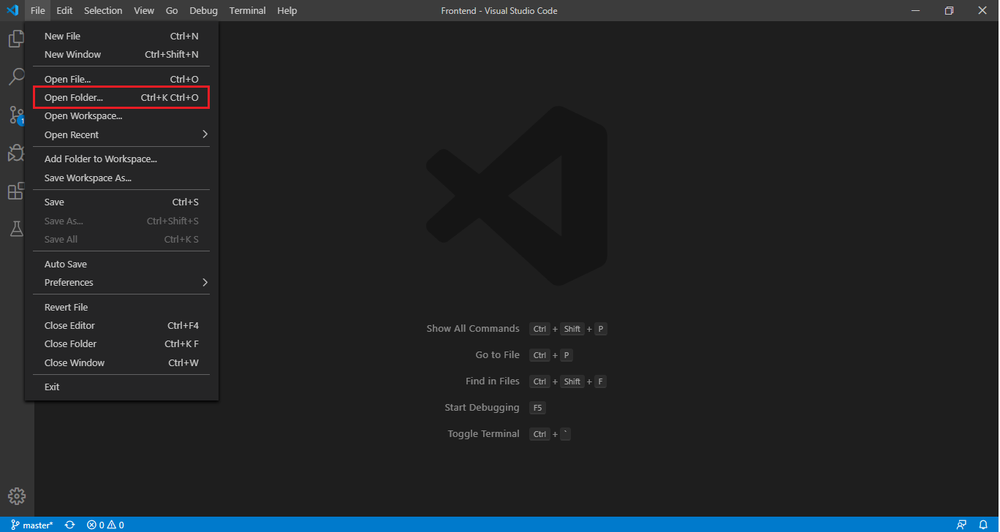 File Edit Selection View Go Debug Terminal Help Frontend - Visual Studio Code
New File Ctrl+N
New Window Ctrl+Shift+N
Open File... Ctrl+O
Open Folder... Ctrl+K Ctrl+O
Open Workspace...
Open Recent
Add Folder to Workspace...
Save Workspace As...
Save Ctrl+S
Save As... Ctrl+Shift+S
Save All Ctrl+K S
Auto Save
Preferences
Revert File
Close Editor Ctrl+F4
Close Folder Ctrl+K F
Close Window Ctrl+W
Exit
1
Show All Commands Ctrl + Shift + P
Go to File Ctrl + P
Find in Files Ctrl + Shift + F
Start Debugging F5
Toggle Terminal Ctrl + `
master* 0 0